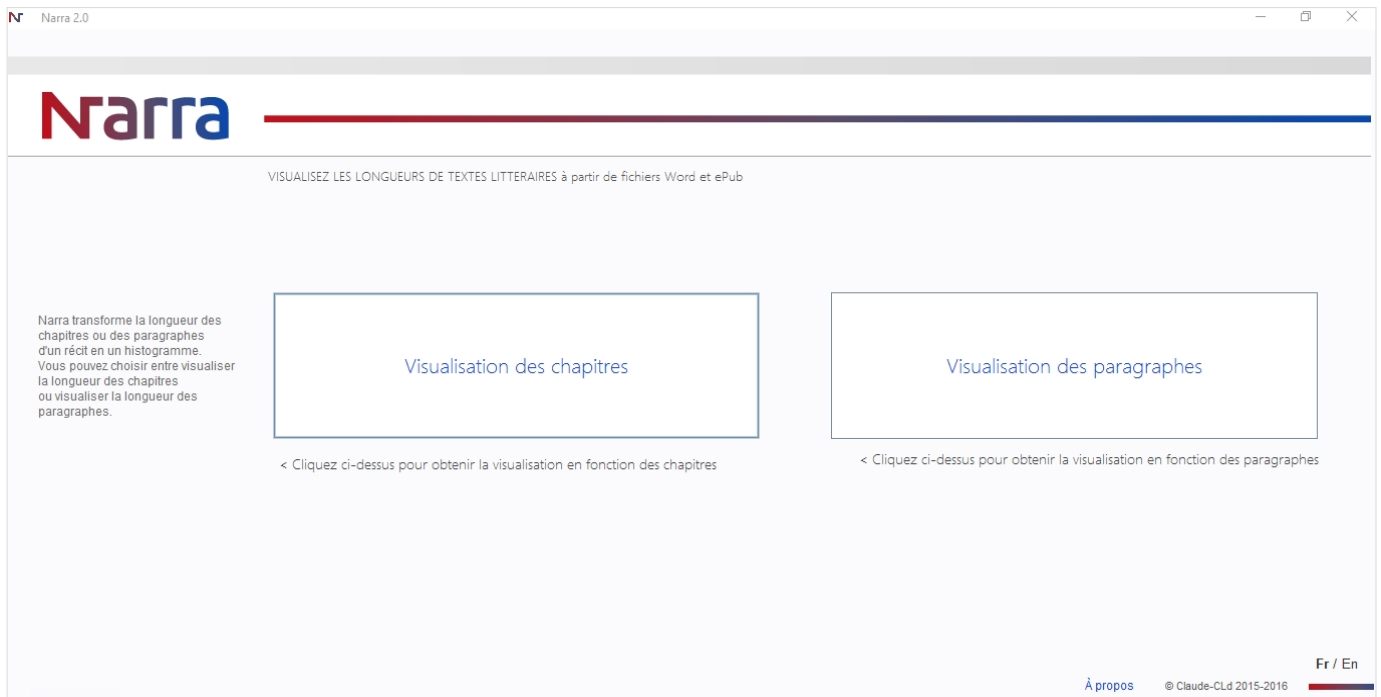 Narra 2.0
Narra
VISUALISEZ LES LONGUEURS DE TEXTES LITTERAIRES à partir de fichiers Word et ePub
Narra transforme la longueur des
chapitres ou des paragraphes
d'un récit en un histogramme.
Vous pouvez choisir entre visualiser
la longueur des chapitres
ou visualiser la longueur des
paragraphes.
Visualisation des chapitres
< Cliquez ci-dessus pour obtenir la visualisation en fonction des chapitres
Visualisation des paragraphes
< Cliquez ci-dessus pour obtenir la visualisation en fonction des paragraphes
Fr / En
À propos
© Claude-CLd 2015-2016